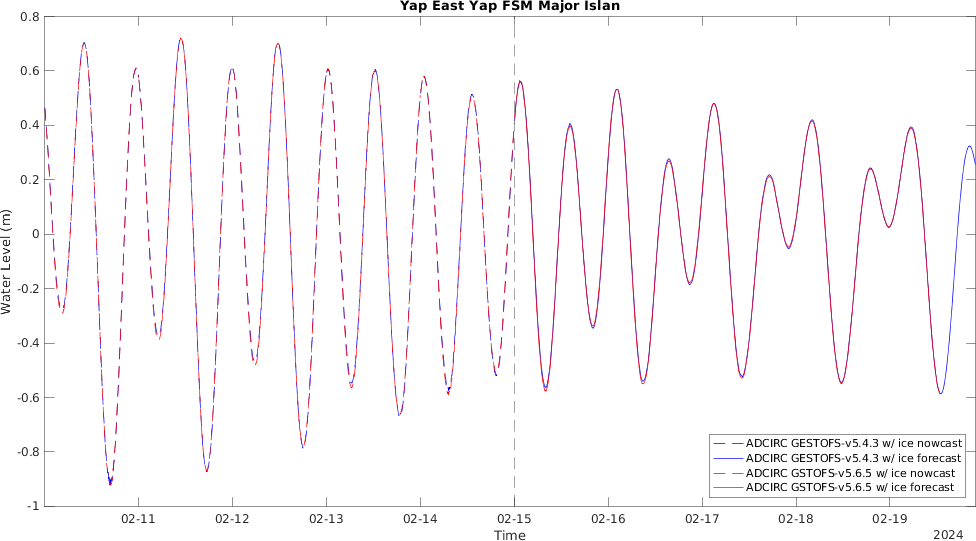 Yap East Yap FSM Major Islan
0.8
0.6
0.4
0.2
0
-0.2
-0.4
-0.6
-0.8
-1
Water Level (m)
02-11 02-12 02-13 02-14 02-15 02-16 02-17 02-18 02-19
Time
2024
ADCIRC GESTOFS-v5.4.3 w/ ice nowcast
ADCIRC GESTOFS-v5.4.3 w/ ice forecast
ADCIRC GSTOFS-v5.6.5 w/ ice nowcast
ADCIRC GSTOFS-v5.6.5 w/ ice forecast